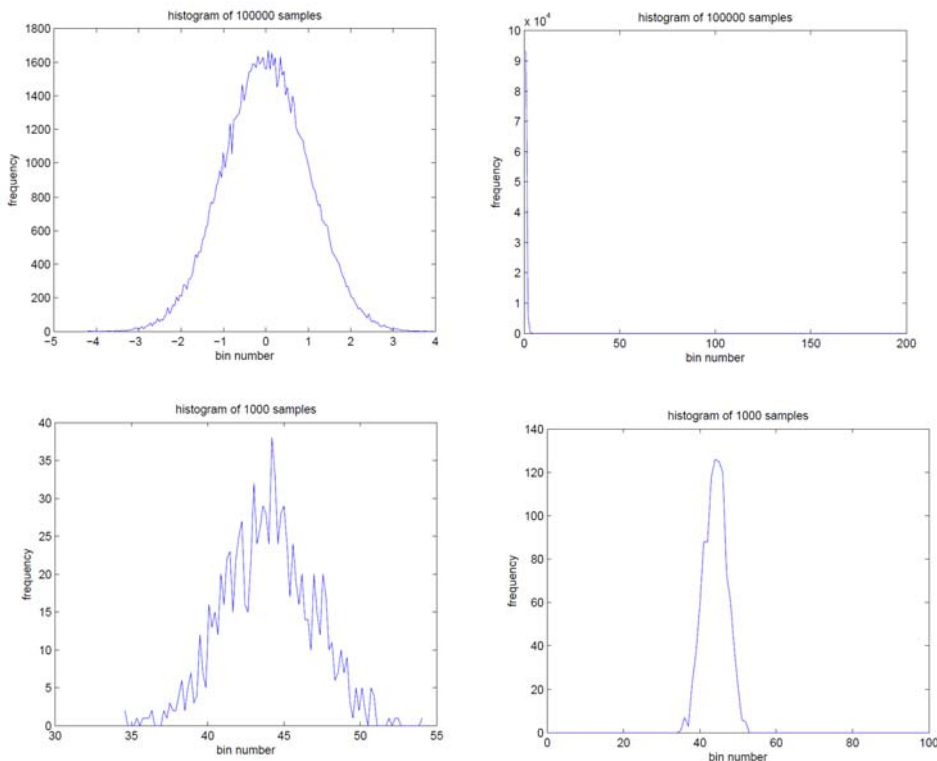 histogram of 100000 samples
1800
1600
1400
1200
1000
800
600
400
200
0
frequency
−5 −4 −3 −2 −1 0 1 2 3 4
bin number
histogram of 100000 samples
10 x 10⁴
9
8
7
6
5
4
3
2
1
0
frequency
0 50 100 150 200
bin number
histogram of 1000 samples
40
35
30
25
20
15
10
5
0
frequency
30 35 40 45 50 55
bin number
histogram of 1000 samples
140
120
100
80
60
40
20
0
frequency
0 20 40 60 80 100
bin number